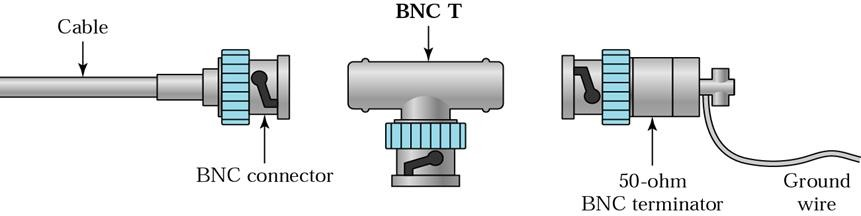 BNC T
Cable
BNC connector
50-ohm
BNC terminator
Ground
wire